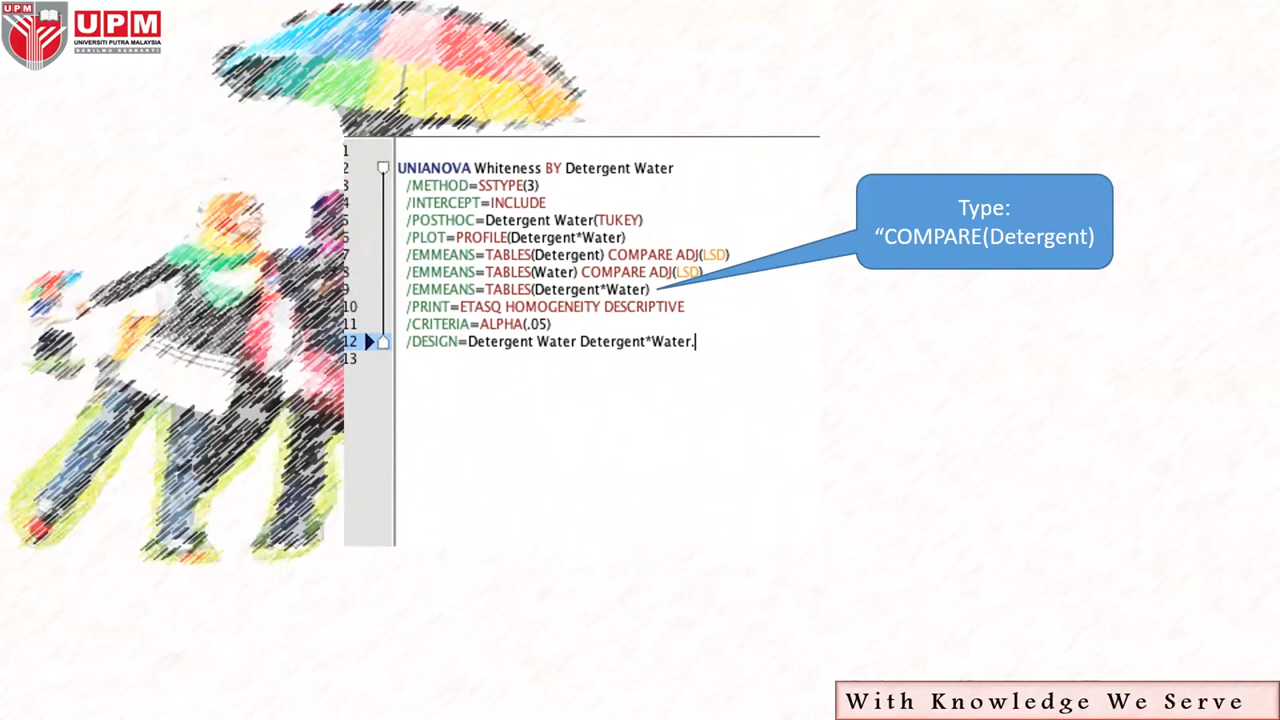 UPM
UPM
UNIVERSITI PUTRA MALAYSIA
BERILMU BERBAKTI
1
2 UNIANOVA Whiteness BY Detergent Water
3 /METHOD=SSTYPE(3)
4 /INTERCEPT=INCLUDE
5 /POSTHOC=Detergent Water(TUKEY)
6 /PLOT=PROFILE(Detergent*Water)
7 /EMMEANS=TABLES(Detergent) COMPARE ADJ(LSD)
8 /EMMEANS=TABLES(Water) COMPARE ADJ(LSD)
9 /EMMEANS=TABLES(Detergent*Water)
10 /PRINT=ETASQ HOMOGENEITY DESCRIPTIVE
11 /CRITERIA=ALPHA(.05)
12 /DESIGN=Detergent Water Detergent*Water.
13
Type:
“COMPARE(Detergent)
With Knowledge We Serve